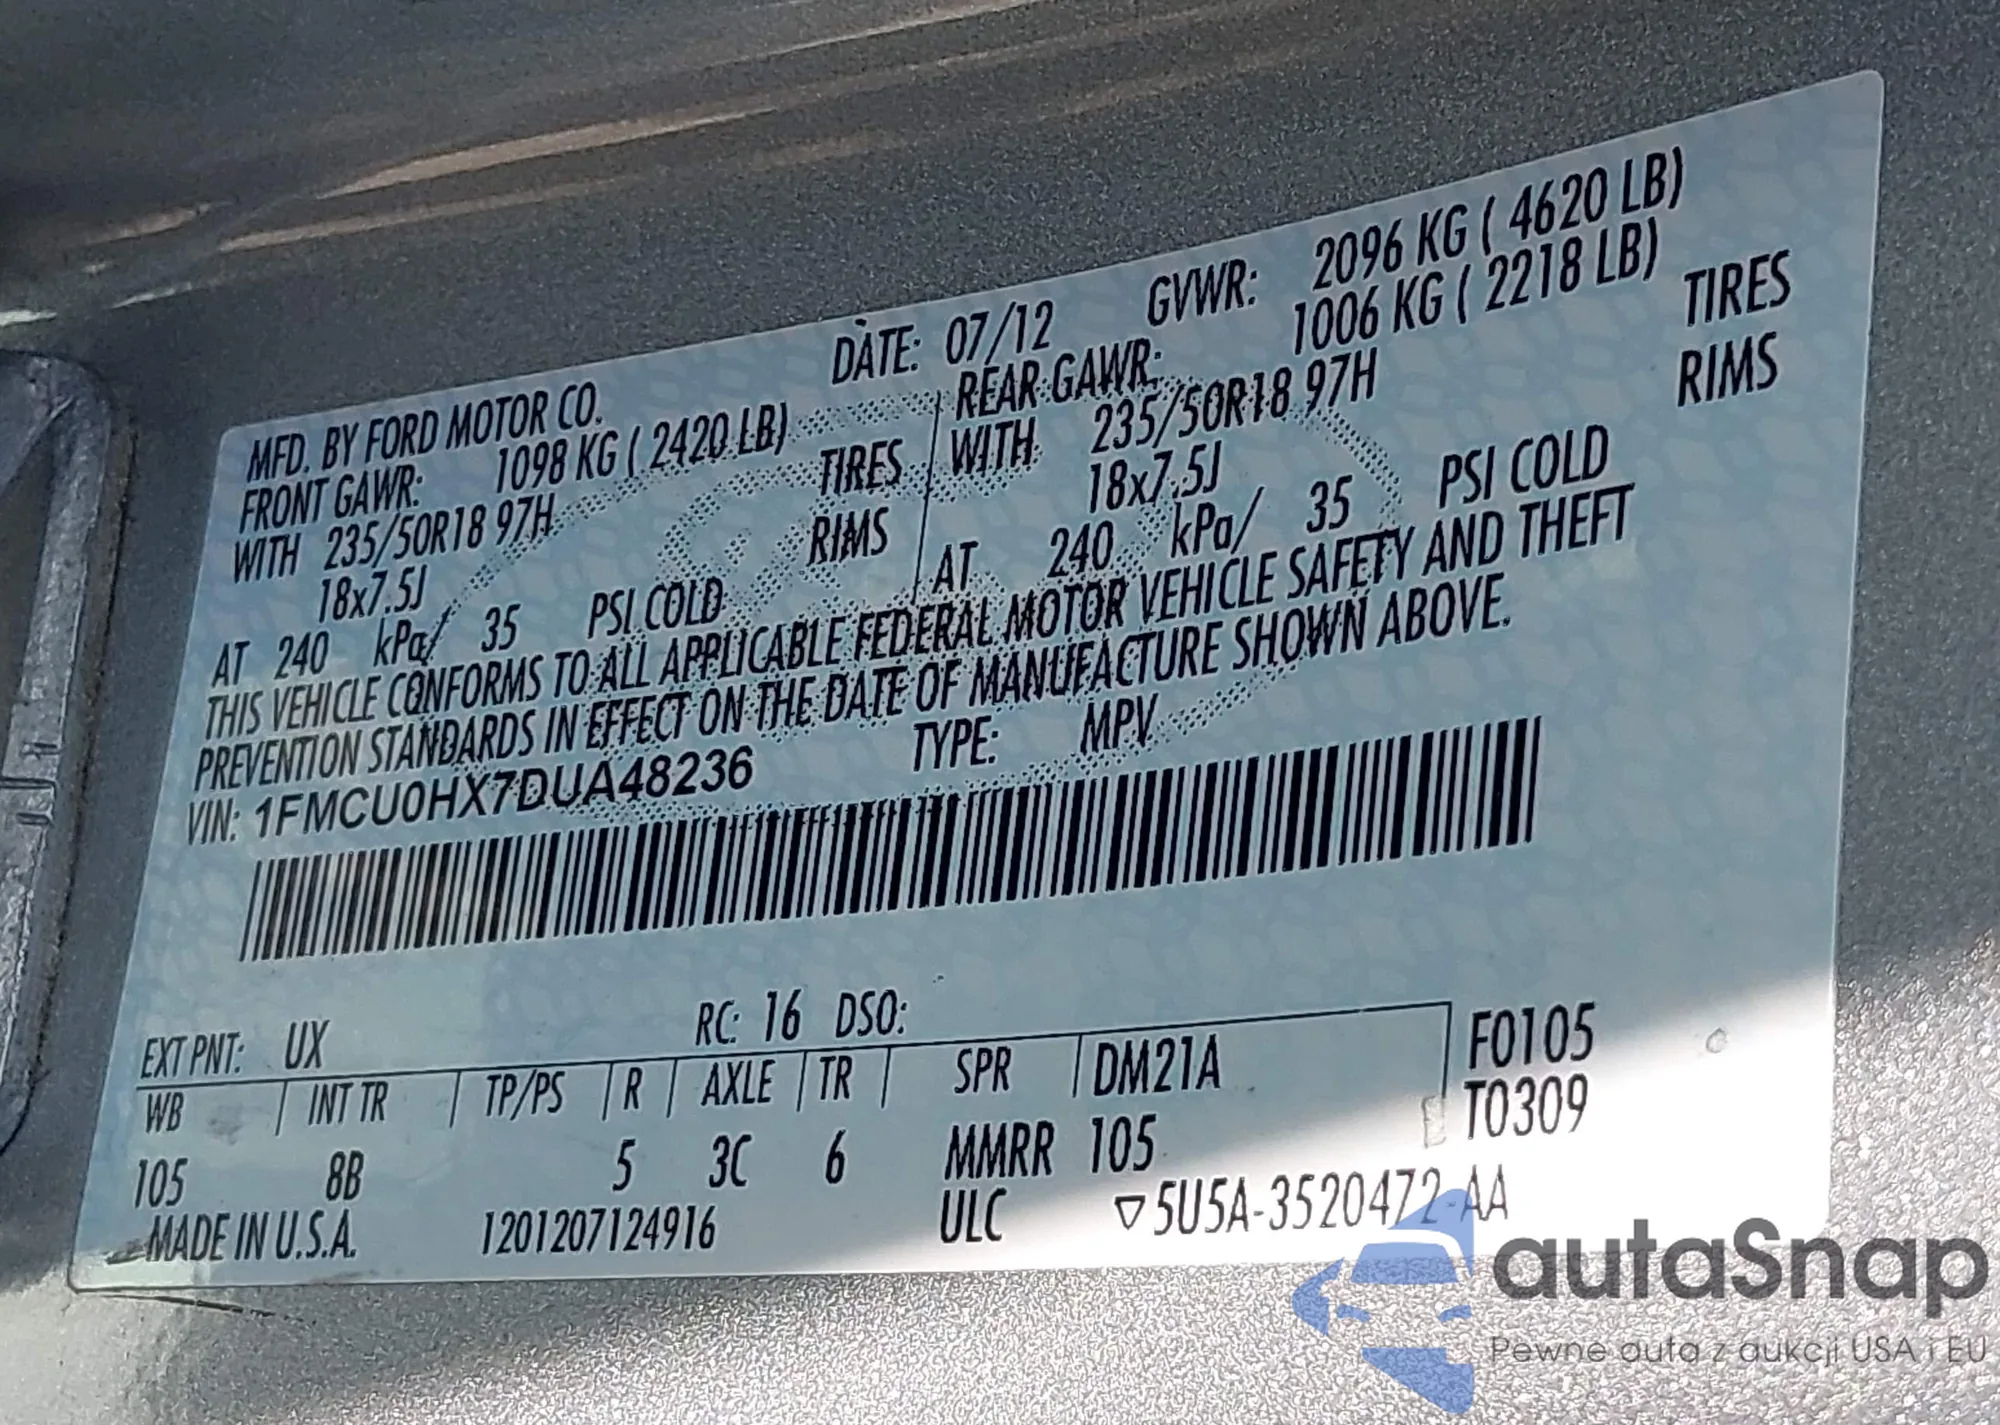 MFD. BY FORD MOTOR CO. DATE: 07/12 GVWR: 2096 KG ( 4620 LB)
FRONT GAWR: 1098 KG ( 2420 LB) REAR GAWR: 1006 KG ( 2218 LB)
WITH 235/50R18 97H TIRES WITH 235/50R18 97H TIRES
18x7.5J RIMS 18x7.5J RIMS
AT 240 kPa/ 35 PSI COLD AT 240 kPa/ 35 PSI COLD
THIS VEHICLE CONFORMS TO ALL APPLICABLE FEDERAL MOTOR VEHICLE SAFETY AND THEFT
PREVENTION STANDARDS IN EFFECT ON THE DATE OF MANUFACTURE SHOWN ABOVE.
VIN: 1FMCU0HX7DUA48236 TYPE: MPV
EXT PNT: UX RC: 16 DSO: F0105
WB INT TR TP/PS R AXLE TR SPR DM21A T0309
105 8B 5 3C 6 MMRR 105
MADE IN U.S.A. 1201207124916 ULC ▽5U5A-3520472-AA
autaSnap
Pewne auta z aukcji USA i EU